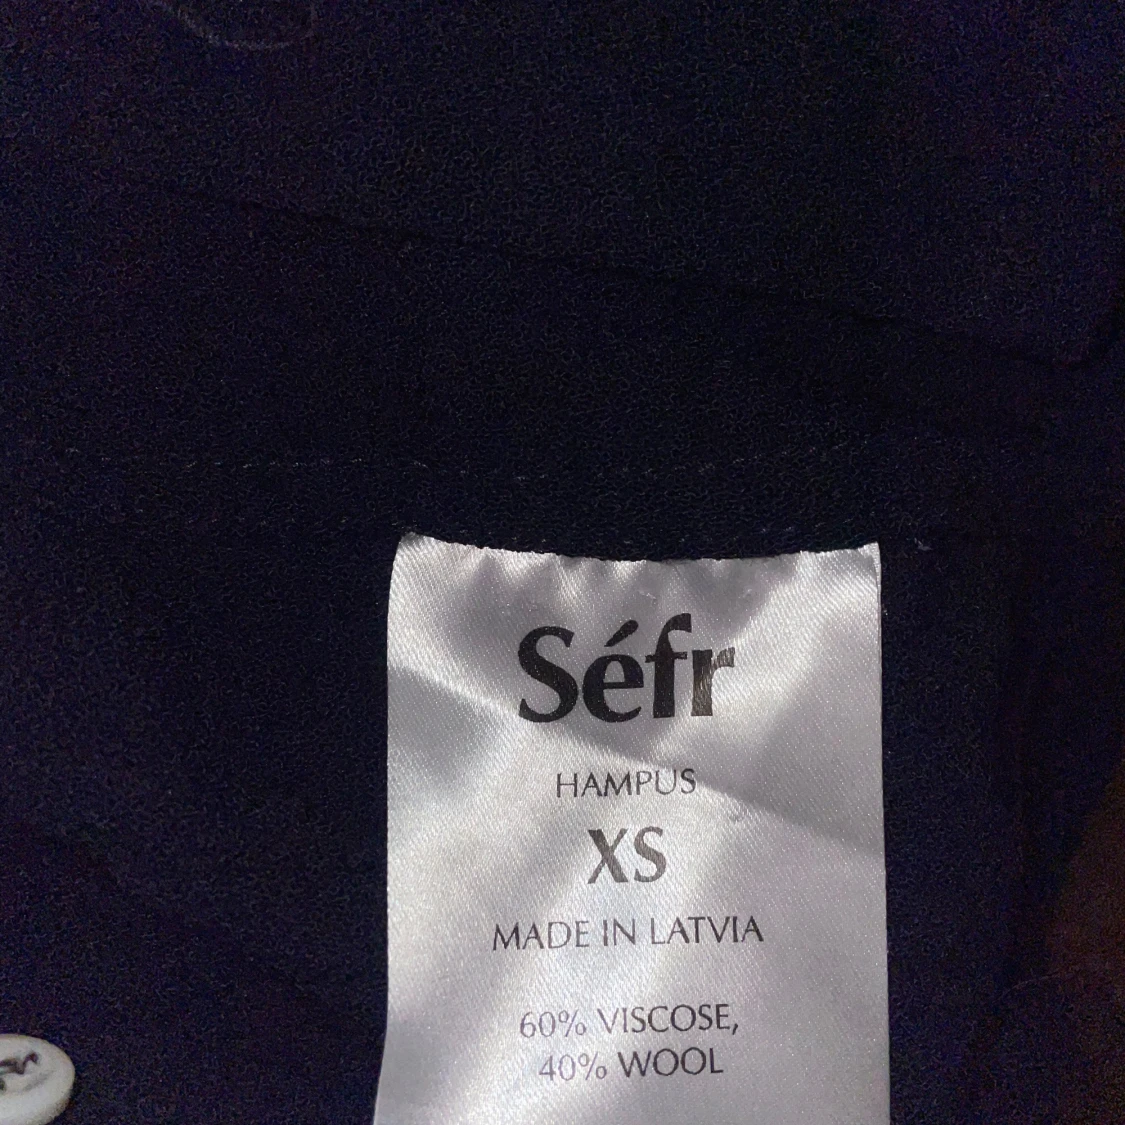 Séfr
HAMPUS
XS
MADE IN LATVIA
60% VISCOSE,
40% WOOL